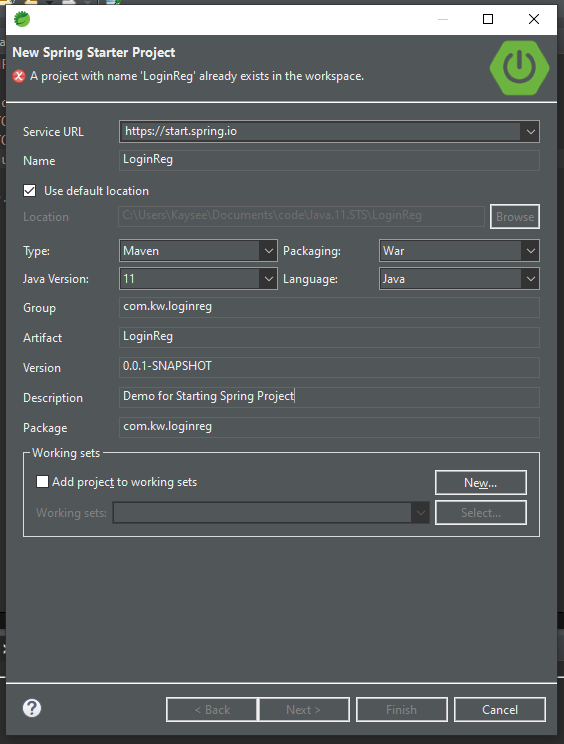 New Spring Starter Project
A project with name 'LoginReg' already exists in the workspace.
Service URL https://start.spring.io
Name LoginReg
Use default location
Location C:\Users\Kaysee\Documents\code\Java.11.STS\LoginReg Browse
Type: Maven Packaging: War
Java Version: 11 Language: Java
Group com.kw.loginreg
Artifact LoginReg
Version 0.0.1-SNAPSHOT
Description Demo for Starting Spring Project
Package com.kw.loginreg
Working sets
Add project to working sets New...
Working sets: Select...
? < Back Next > Finish Cancel